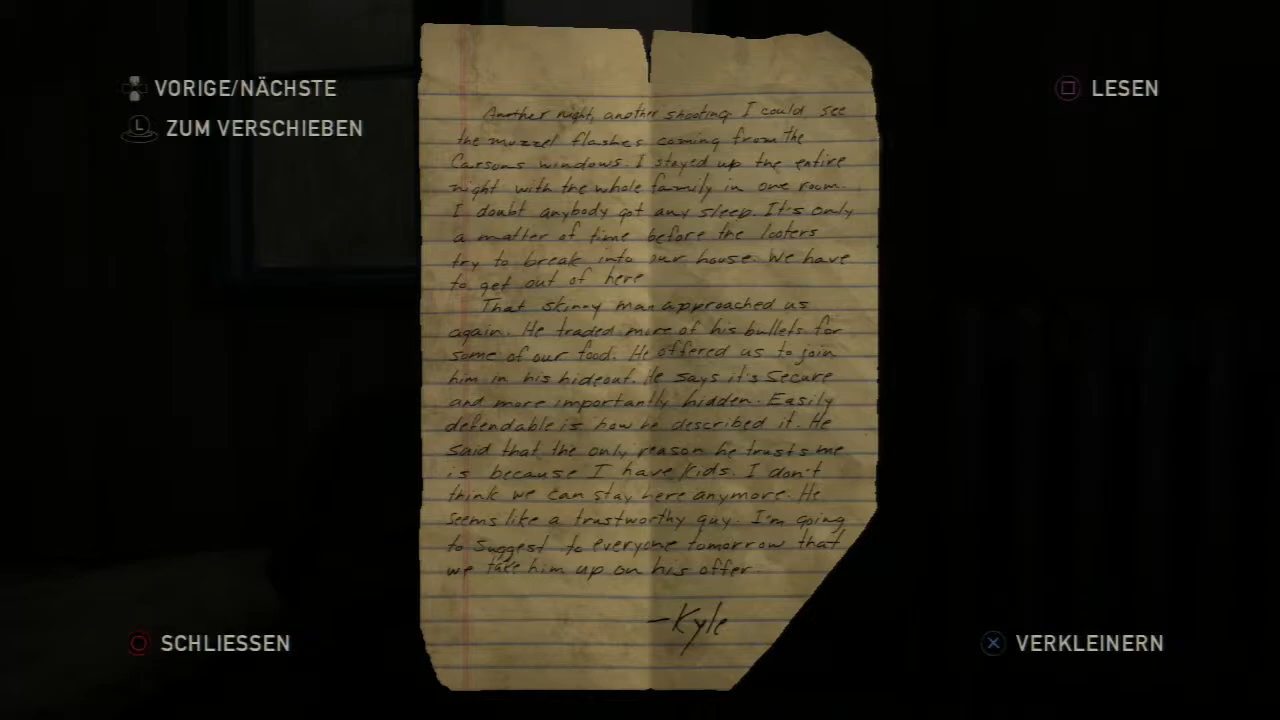 VORIGE/NÄCHSTE
L ZUM VERSCHIEBEN
LESEN
Another night, another shooting. I could see
the muzzel flashes coming from the
Carsons windows. I stayed up the entire
night with the whole family in one room.
I doubt anybody got any sleep. It's only
a matter of time before the looters
try to break into our house. We have
to get out of here
That skinny man approached us
again. He traded more of his bullets for
some of our food. He offered us to join
him in his hideout. He says it's secure
and more importantly hidden. Easily
defendable is how he described it. He
said that the only reason he trusts me
is because I have kids. I don't
think we can stay here anymore. He
seems like a trustworthy guy. I'm going
to suggest to everyone tomorrow that
we take him up on his offer.
-Kyle
SCHLIESSEN
VERKLEINERN